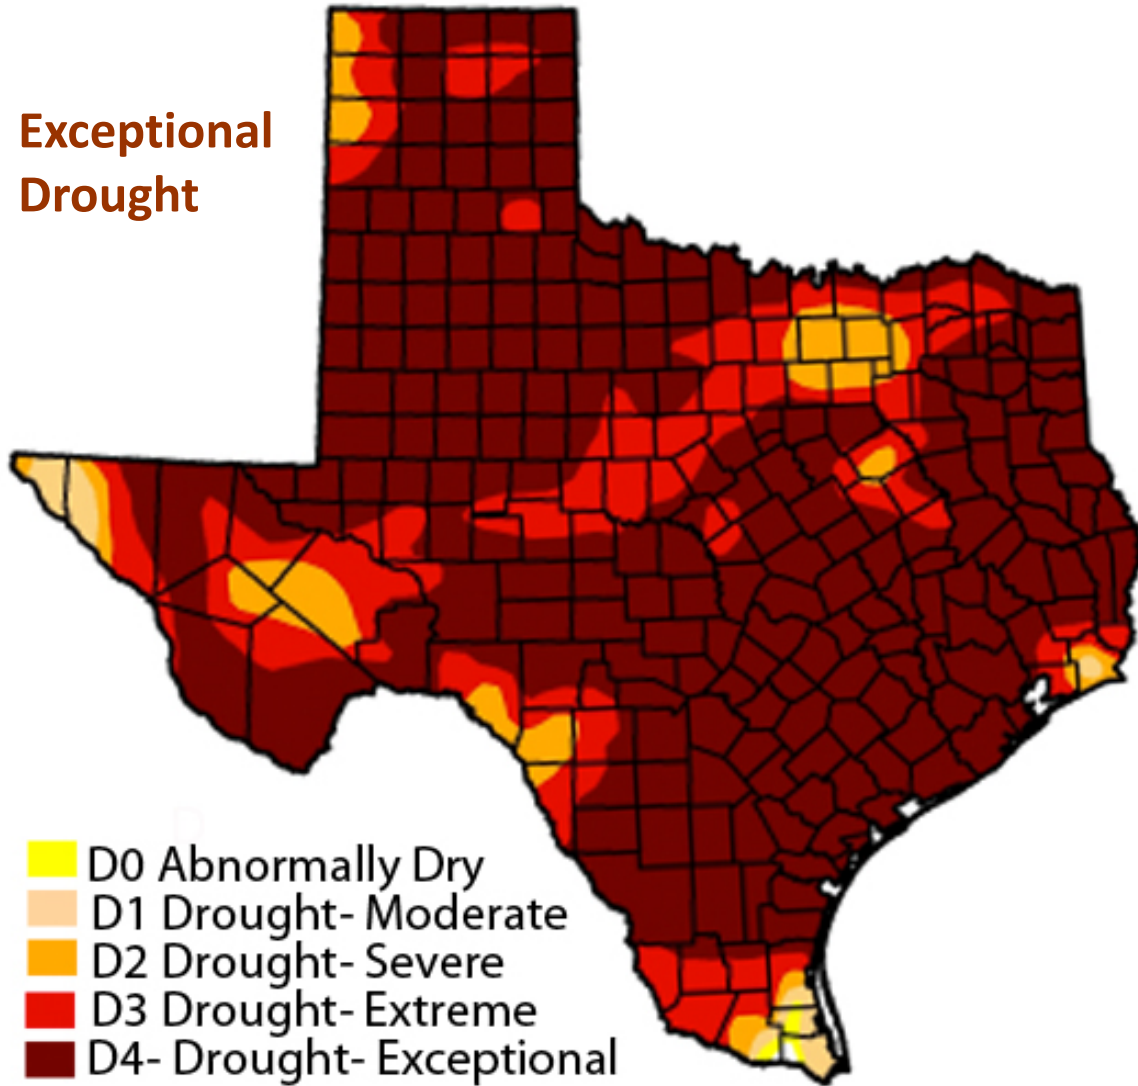 Exceptional
Drought
D0 Abnormally Dry
D1 Drought- Moderate
D2 Drought- Severe
D3 Drought- Extreme
D4- Drought- Exceptional